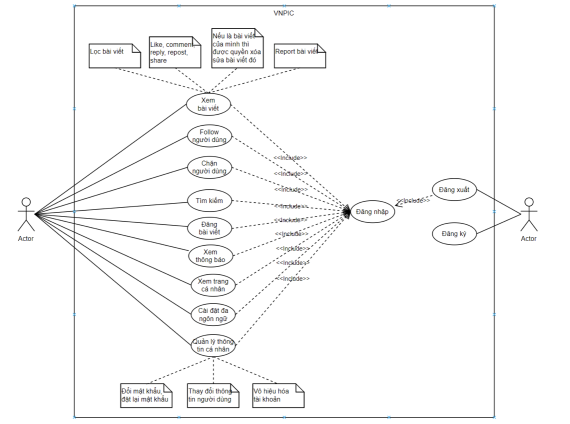 VNPIC
Lọc bài viết
Like, comment,
reply, repost,
share
Nếu là bài viết
của mình thì
được quyền xóa
sửa bài viết đó
Report bài viết
Xem
bài viết
Follow
người dùng
Chặn
người dùng
Tìm kiếm
Đăng
bài viết
Xem
thông báo
Xem trang
cá nhân
Cài đặt đa
ngôn ngữ
Quản lý thông
tin cá nhân
<<Include>>
<<Include>>
<<Include>>
<<Include>>
<<Include>>
<<Include>>
<<Include>>
<<Include>>
<<Include>>
<<Include>>
Đăng nhập
Đăng xuất
Đăng ký
Actor
Actor
Đổi mật khẩu,
đặt lại mật khẩu
Thay đổi thông
tin người dùng
Vô hiệu hóa
tài khoản